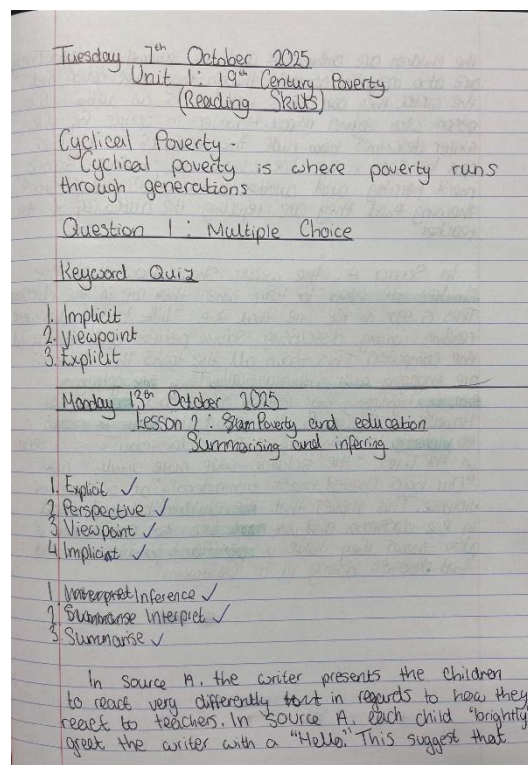 Tuesday 7th October 2025
Unit 1: 19th Century Poverty
(Reading Skills)
Cyclical Poverty -
Cyclical poverty is where poverty runs
through generations
Question 1: Multiple Choice
Keyword Quiz
1. Implicit
2. Viewpoint
3. Explicit
Monday 13th October 2025
Lesson 2: Poverty and education
Summarising and inferring
1. Explicit ✓
2. Perspective ✓
3. Viewpoint ✓
4. Implicit ✓
1. Inference ✓
2. Interpret ✓
3. Summarise ✓
In source A, the writer presents the children
to react very differently in regards to how they
react to teachers. In source A, each child "brightly
greet the writer with a "Hello." This suggest that